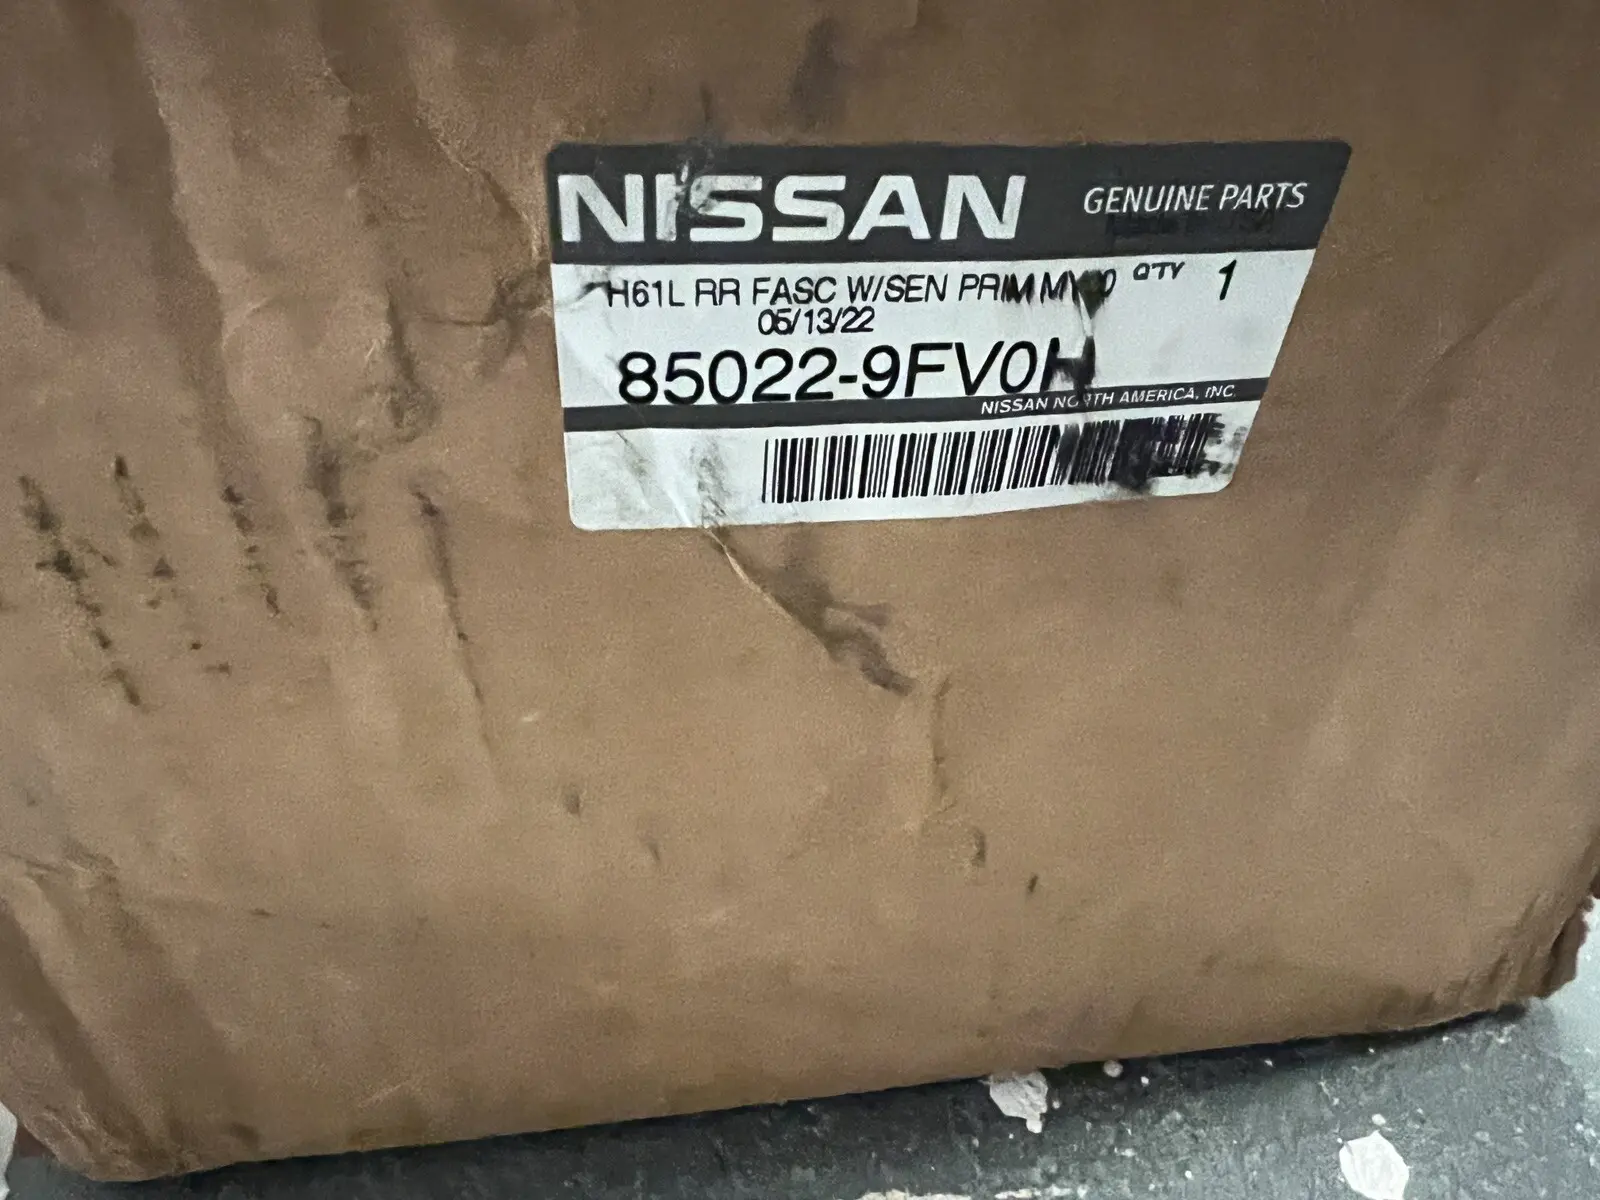 NISSAN GENUINE PARTS
H61L RR FASC W/SEN PRIM QTY 1
05/13/22
85022-9FV0H
NISSAN NORTH AMERICA, INC.